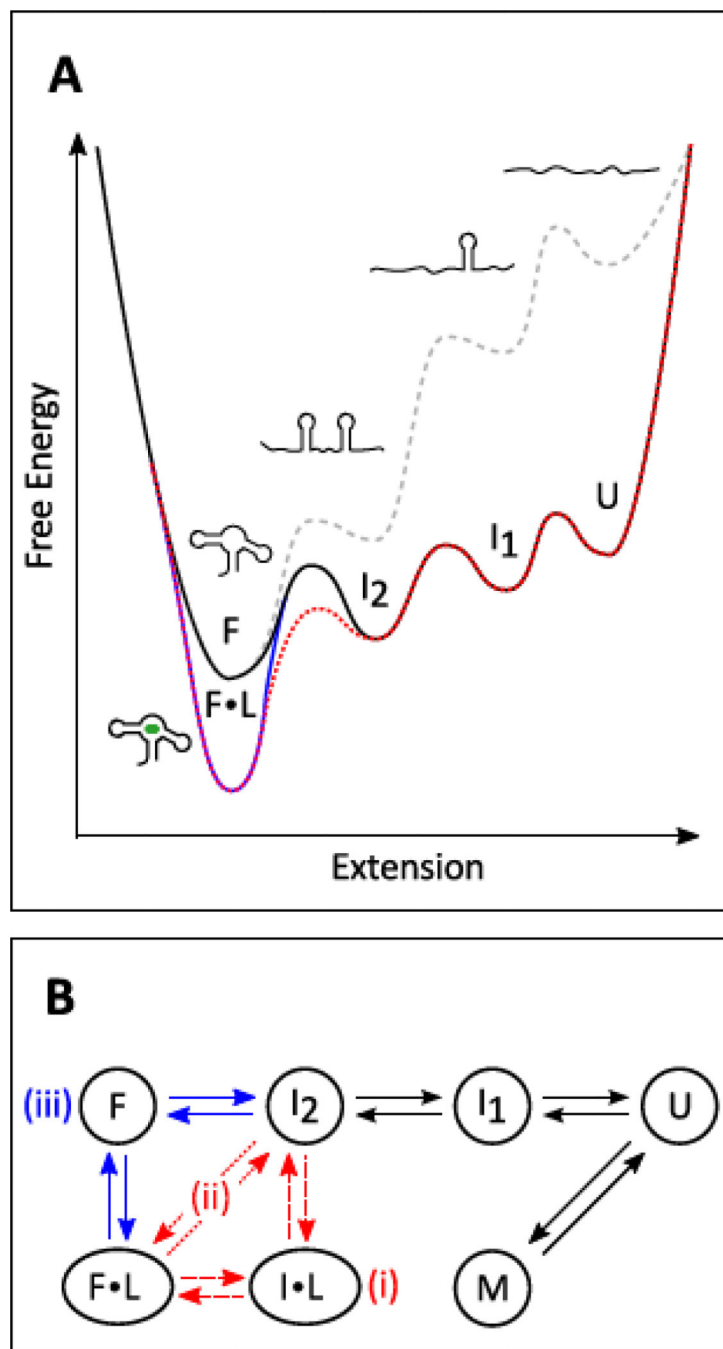 A
Free Energy
U
I1
I2
F
F•L
Extension
B
(iii) F I2 I1 U
(ii)
F•L I•L (i) M